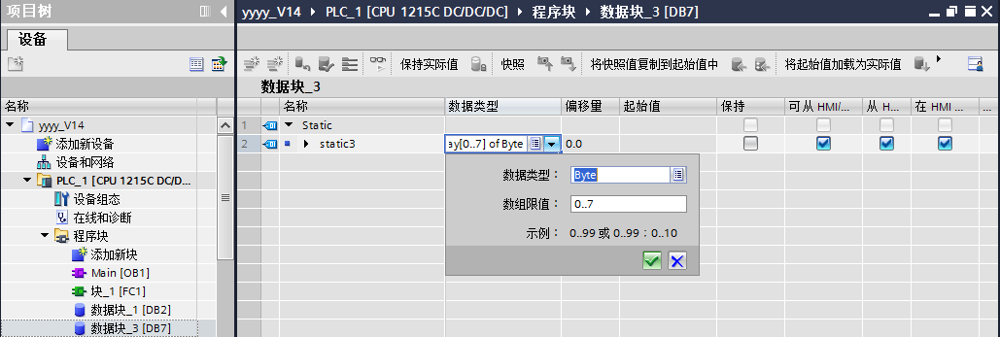 项目树
设备
名称
yyyy_V14
添加新设备
设备和网络
PLC_1 [CPU 1215C DC/D...
设备组态
在线和诊断
程序块
添加新块
Main [OB1]
块_1 [FC1]
数据块_1 [DB2]
数据块_3 [DB7]
yyyy_V14 PLC_1 [CPU 1215C DC/DC/DC] 程序块 数据块_3 [DB7]
保持实际值 快照 将快照值复制到起始值中 将起始值加载为实际值
数据块_3
名称 数据类型 偏移量 起始值 保持 可从 HMI/... 从 H... 在 HMI ... ...
1 Static
2 static3 ay[0..7] of Byte 0.0
数据类型： Byte
数组限值： 0..7
示例： 0..99 或 0..99；0..10